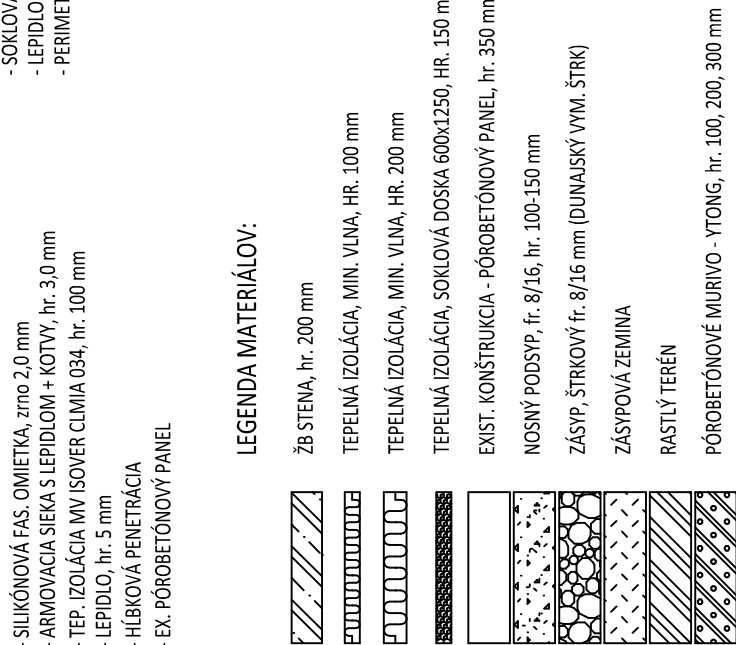 - SOKLOVÁ
- LEPIDLO
- PERIMET
- SILIKÓNOVÁ FAS. OMIETKA, zrno 2,0 mm
- ARMOVACIA SIEKA S LEPIDLOM + KOTVY, hr. 3,0 mm
- TEP. IZOLÁCIA MV ISOVER CLMIA 034, hr. 100 mm
- LEPIDLO, hr. 5 mm
- HĹBKOVÁ PENETRÁCIA
- EX. PÓROBETÓNOVÝ PANEL
LEGENDA MATERIÁLOV:
ŽB STENA, hr. 200 mm
TEPELNÁ IZOLÁCIA, MIN. VLNA, HR. 100 mm
TEPELNÁ IZOLÁCIA, MIN. VLNA, HR. 200 mm
TEPELNÁ IZOLÁCIA, SOKLOVÁ DOSKA 600x1250, HR. 150 m
EXIST. KONŠTRUKCIA - PÓROBETÓNOVÝ PANEL, hr. 350 mm
NOSNÝ PODSYP, fr. 8/16, hr. 100-150 mm
ZÁSYP, ŠTRKOVÝ fr. 8/16 mm (DUNAJSKÝ VYM. ŠTRK)
ZÁSYPOVÁ ZEMINA
RASTLÝ TERÉN
PÓROBETÓNOVÉ MURIVO - YTONG, hr. 100, 200, 300 mm